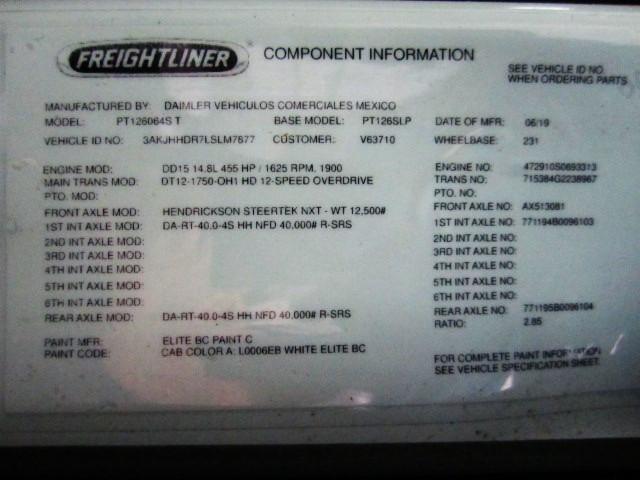 FREIGHTLINER COMPONENT INFORMATION
SEE VEHICLE ID NO.
WHEN ORDERING PARTS
MANUFACTURED BY: DAIMLER VEHICULOS COMERCIALES MEXICO
MODEL: PT126064S T BASE MODEL: PT126SLP DATE OF MFR: 06/19
VEHICLE ID NO: 3AKJHHDR7LSLM7877 CUSTOMER: V63710 WHEELBASE: 231
ENGINE MOD: DD15 14.8L 455 HP / 1625 RPM, 1900 ENGINE NO: 472910S0693313
MAIN TRANS MOD: DT12-1750-OH1 HD 12-SPEED OVERDRIVE TRANS NO: 715384G2238967
PTO. MOD: PTO. NO:
FRONT AXLE MOD: HENDRICKSON STEERTEK NXT - WT 12,500# FRONT AXLE NO: AX513081
1ST INT AXLE MOD: DA-RT-40.0-4S HH NFD 40,000# R-SRS 1ST INT AXLE NO: 771194B0096103
2ND INT AXLE MOD: 2ND INT AXLE NO:
3RD INT AXLE MOD: 3RD INT AXLE NO:
4TH INT AXLE MOD: 4TH INT AXLE NO:
5TH INT AXLE MOD: 5TH INT AXLE NO:
6TH INT AXLE MOD: 6TH INT AXLE NO:
REAR AXLE MOD: DA-RT-40.0-4S HH NFD 40,000# R-SRS REAR AXLE NO: 771195B0096104
RATIO: 2.85
PAINT MFR: ELITE BC PAINT C
PAINT CODE: CAB COLOR A: L0006EB WHITE ELITE BC
FOR COMPLETE PAINT INFORMATION
SEE VEHICLE SPECIFICATION SHEET.